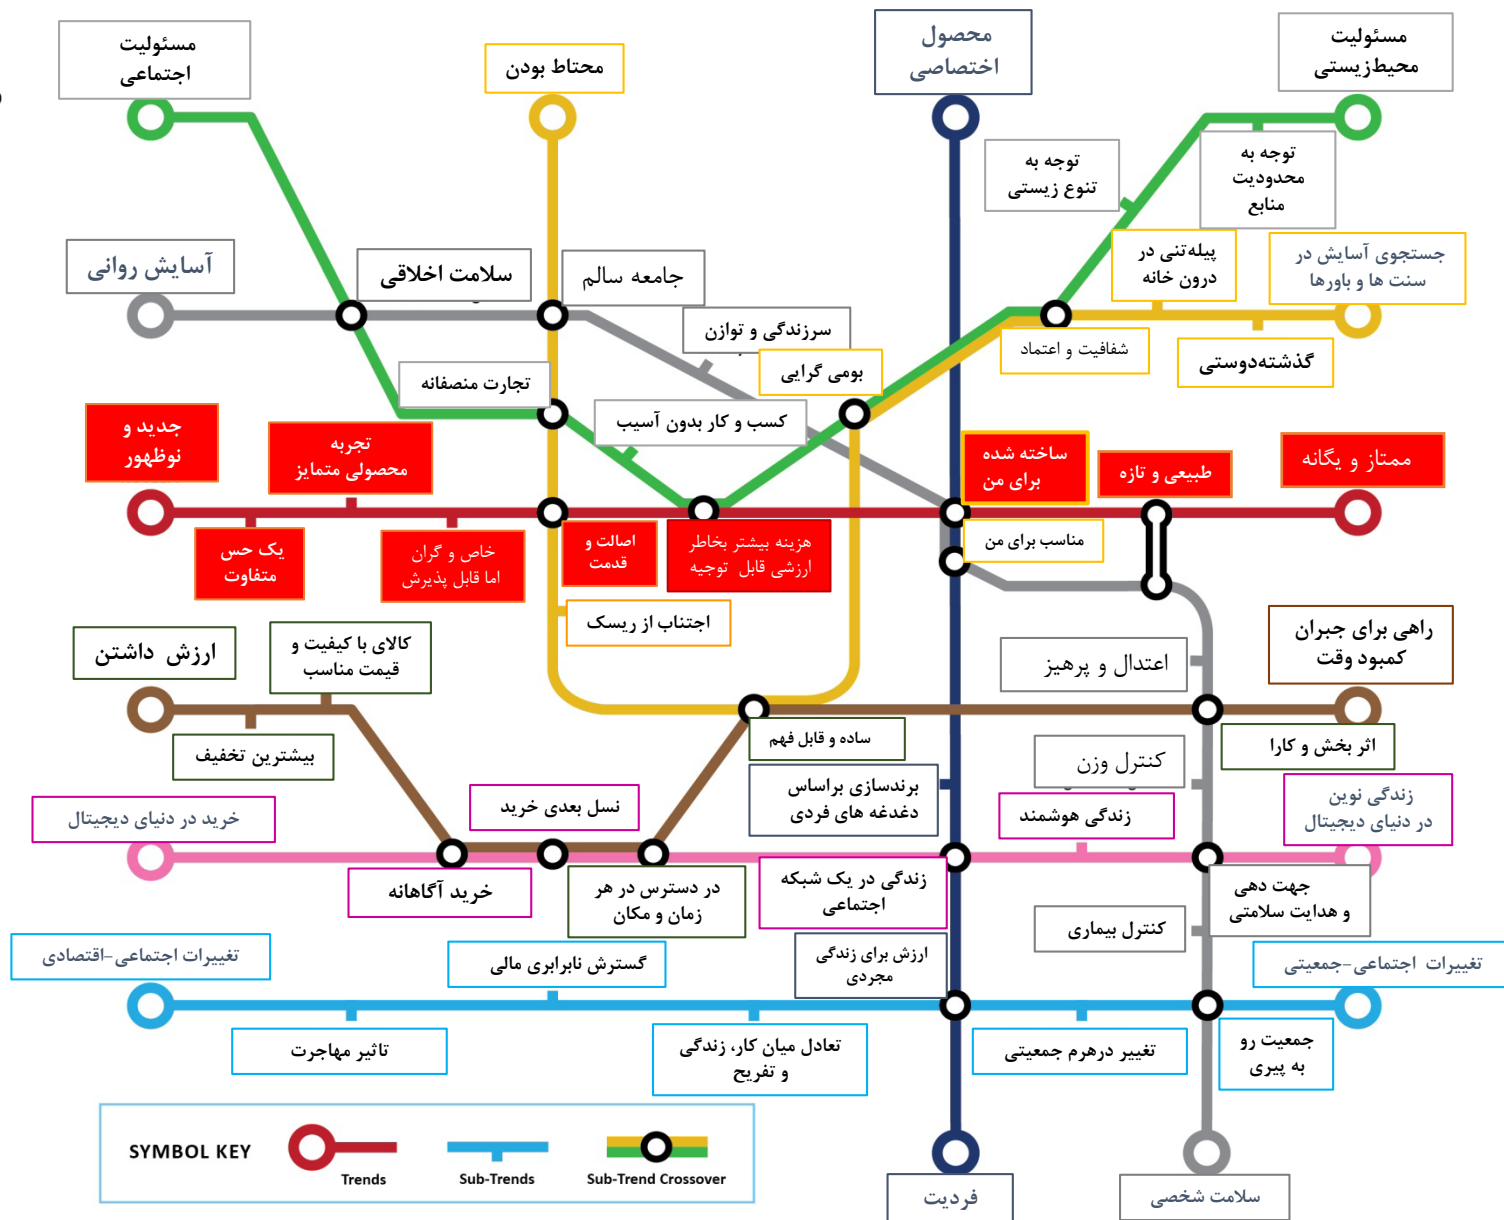 مسئولیت
اجتماعی
محتاط بودن
محصول
اختصاصی
مسئولیت
محیط‌زیستی
توجه به
تنوع زیستی
توجه به
محدودیت
منابع
آسایش روانی
سلامت اخلاقی
جامعه سالم
سرزندگی و توازن
پیله‌تنی در
درون خانه
جستجوی آسایش در
سنت ها و باورها
تجارت منصفانه
بومی گرایی
شفافیت و اعتماد
گذشته‌دوستی
کسب و کار بدون آسیب
جدید و
نوظهور
تجربه
محصولی متمایز
ساخته شده
برای من
طبیعی و تازه
ممتاز و یگانه
یک حس
متفاوت
خاص و گران
اما قابل پذیرش
اصالت و
قدمت
هزینه بیشتر بخاطر
ارزشی قابل توجیه
مناسب برای من
اجتناب از ریسک
ارزش داشتن
کالای با کیفیت و
قیمت مناسب
اعتدال و پرهیز
راهی برای جبران
کمبود وقت
بیشترین تخفیف
ساده و قابل فهم
اثر بخش و کارا
کنترل وزن
برندسازی براساس
دغدغه های فردی
خرید در دنیای دیجیتال
نسل بعدی خرید
زندگی هوشمند
زندگی نوین
در دنیای دیجیتال
خرید آگاهانه
در دسترس در هر
زمان و مکان
زندگی در یک شبکه
اجتماعی
جهت دهی
و هدایت سلامتی
کنترل بیماری
تغییرات اجتماعی-اقتصادی
گسترش نابرابری مالی
ارزش برای زندگی
مجردی
تغییرات اجتماعی-جمعیتی
تاثیر مهاجرت
تعادل میان کار، زندگی
و تفریح
تغییر درهرم جمعیتی
جمعیت رو
به پیری
SYMBOL KEY
Trends
Sub-Trends
Sub-Trend Crossover
فردیت
سلامت شخصی